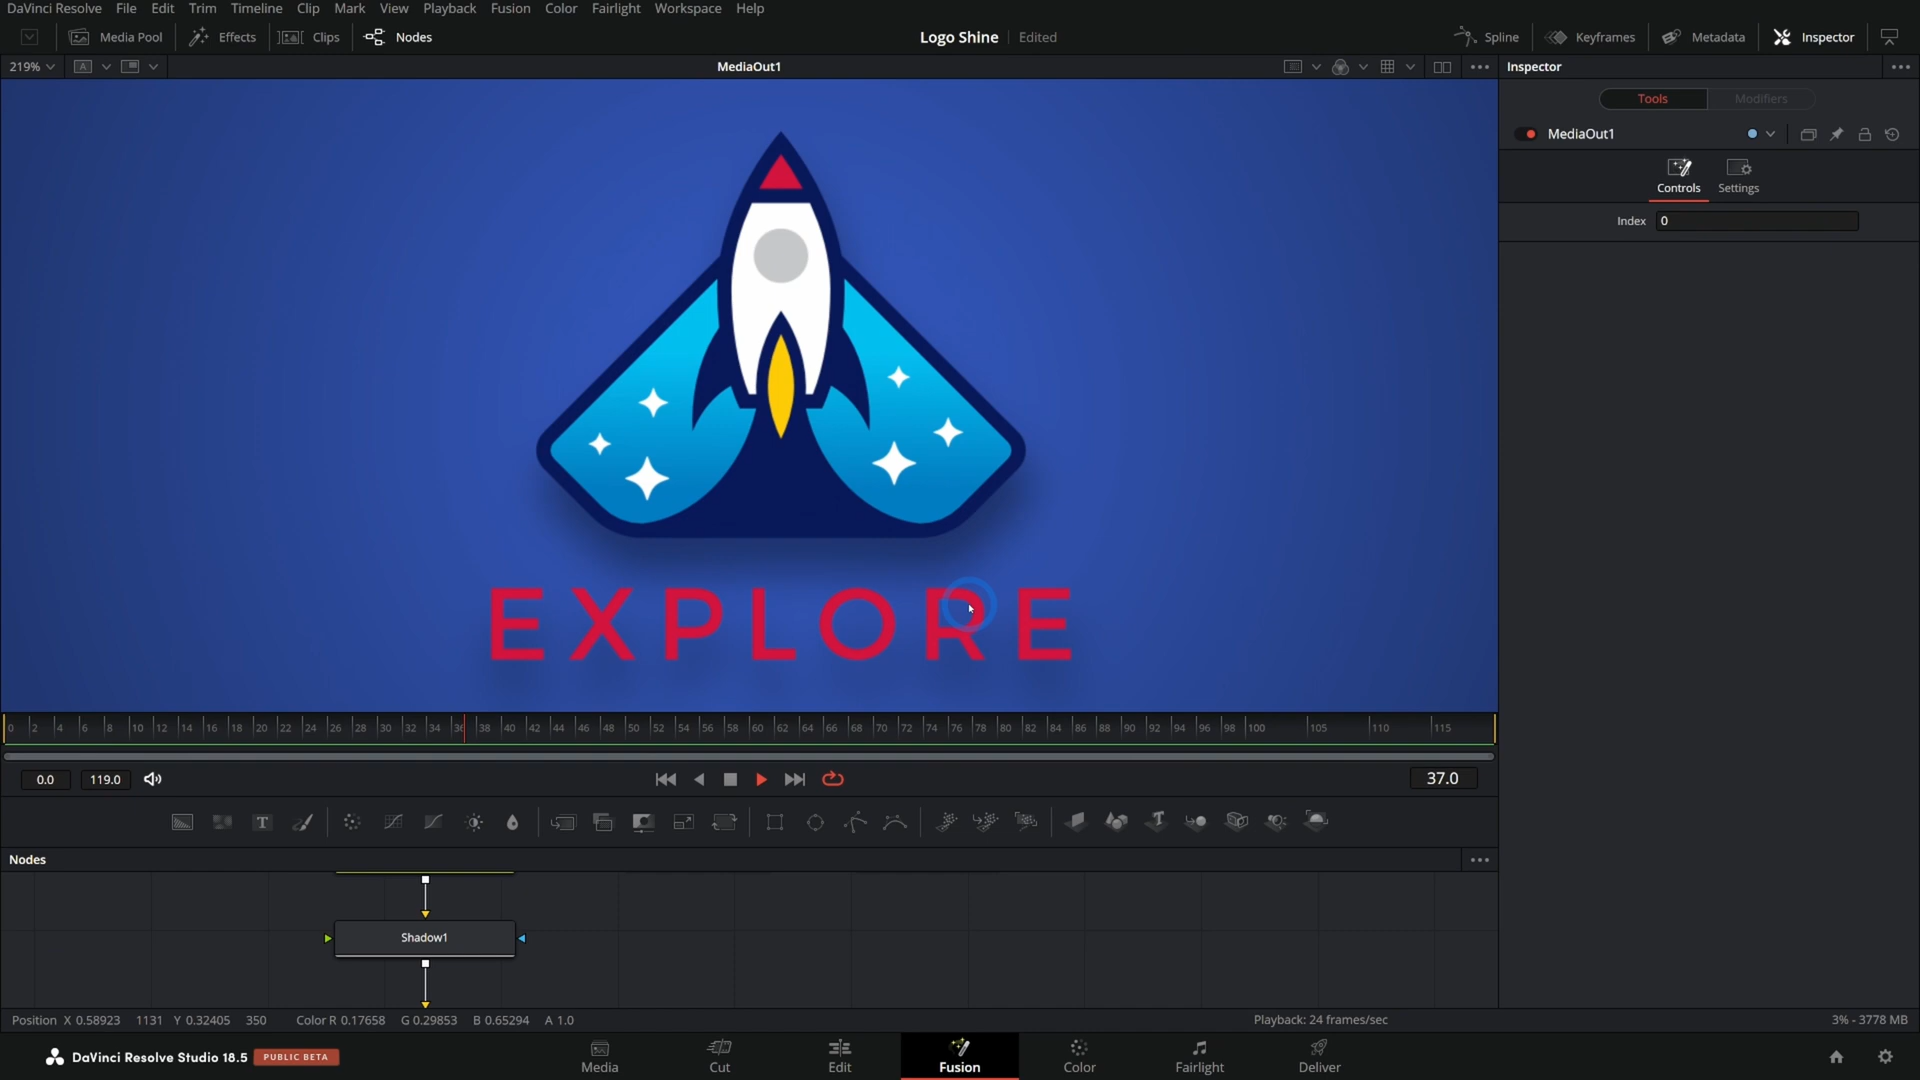 DaVinci Resolve File Edit Trim Timeline Clip Mark View Playback Fusion Color Fairlight Workspace Help
Media Pool Effects Clips Nodes Logo Shine Edited Spline Keyframes Metadata Inspector
219% A MediaOut1 Inspector
Tools Modifiers
MediaOut1
Controls Settings
Index 0
EXPLORE
0 2 4 6 8 10 12 14 16 18 20 22 24 26 28 30 32 34 36 38 40 42 44 46 48 50 52 54 56 58 60 62 64 66 68 70 72 74 76 78 80 82 84 86 88 90 92 94 96 98 100 105 110 115
0.0 119.0 37.0
T
Nodes
Shadow1
Position X 0.58923 1131 Y 0.32405 350 Color R 0.17658 G 0.29853 B 0.65294 A 1.0 Playback: 24 frames/sec 3% - 3778 MB
DaVinci Resolve Studio 18.5 PUBLIC BETA Media Cut Edit Fusion Color Fairlight Deliver